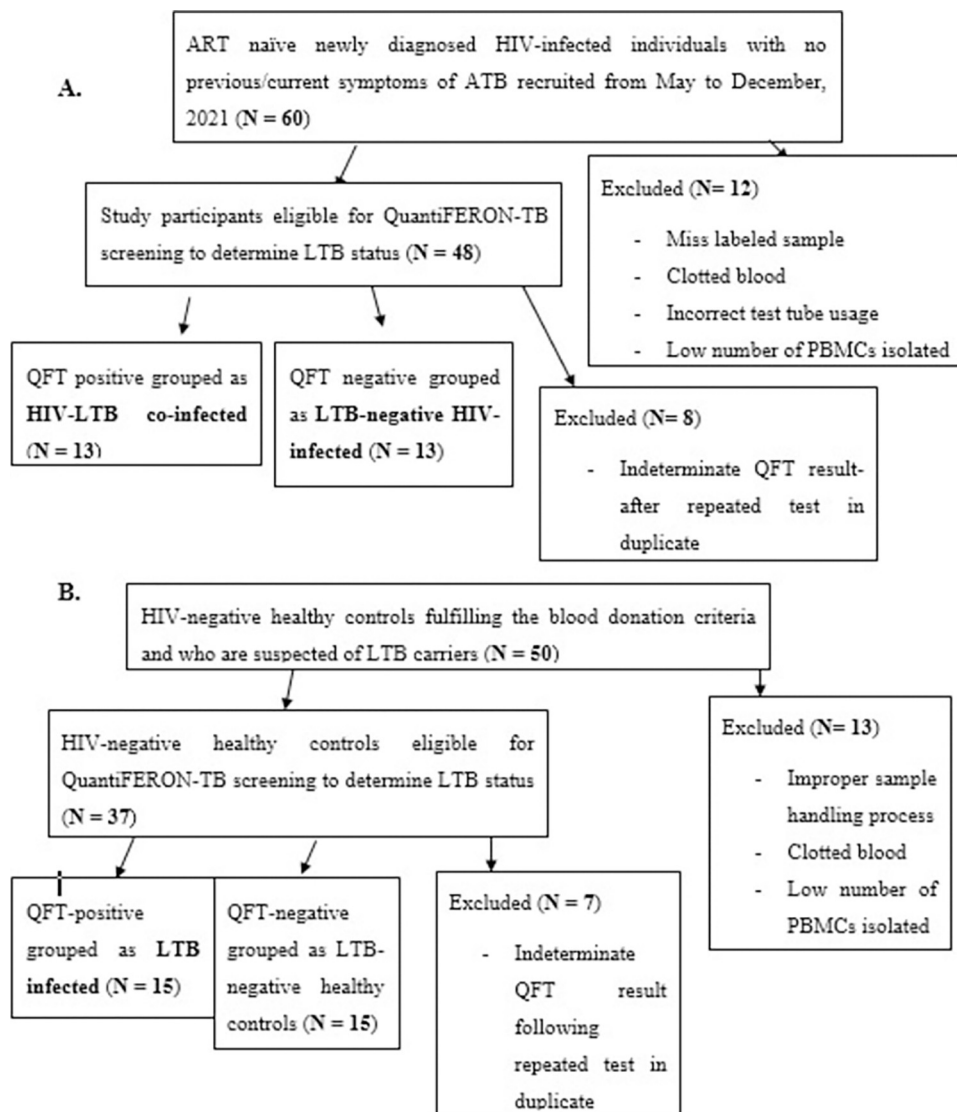 A.
ART naïve newly diagnosed HIV-infected individuals with no
previous/current symptoms of ATB recruited from May to December,
2021 (N = 60)
Excluded (N= 12)
- Miss labeled sample
- Clotted blood
- Incorrect test tube usage
- Low number of PBMCs isolated
Study participants eligible for QuantiFERON-TB
screening to determine LTB status (N = 48)
QFT positive grouped as
HIV-LTB co-infected
(N = 13)
QFT negative grouped
as LTB-negative HIV-
infected (N = 13)
Excluded (N= 8)
- Indeterminate QFT result-
after repeated test in
duplicate
B.
HIV-negative healthy controls fulfilling the blood donation criteria
and who are suspected of LTB carriers (N = 50)
Excluded (N= 13)
- Improper sample
handling process
- Clotted blood
- Low number of
PBMCs isolated
HIV-negative healthy controls eligible for
QuantiFERON-TB screening to determine LTB status
(N = 37)
QFT-positive
grouped as LTB
infected (N = 15)
QFT-negative
grouped as LTB-
negative healthy
controls (N = 15)
Excluded (N = 7)
- Indeterminate
QFT result
following
repeated test in
duplicate